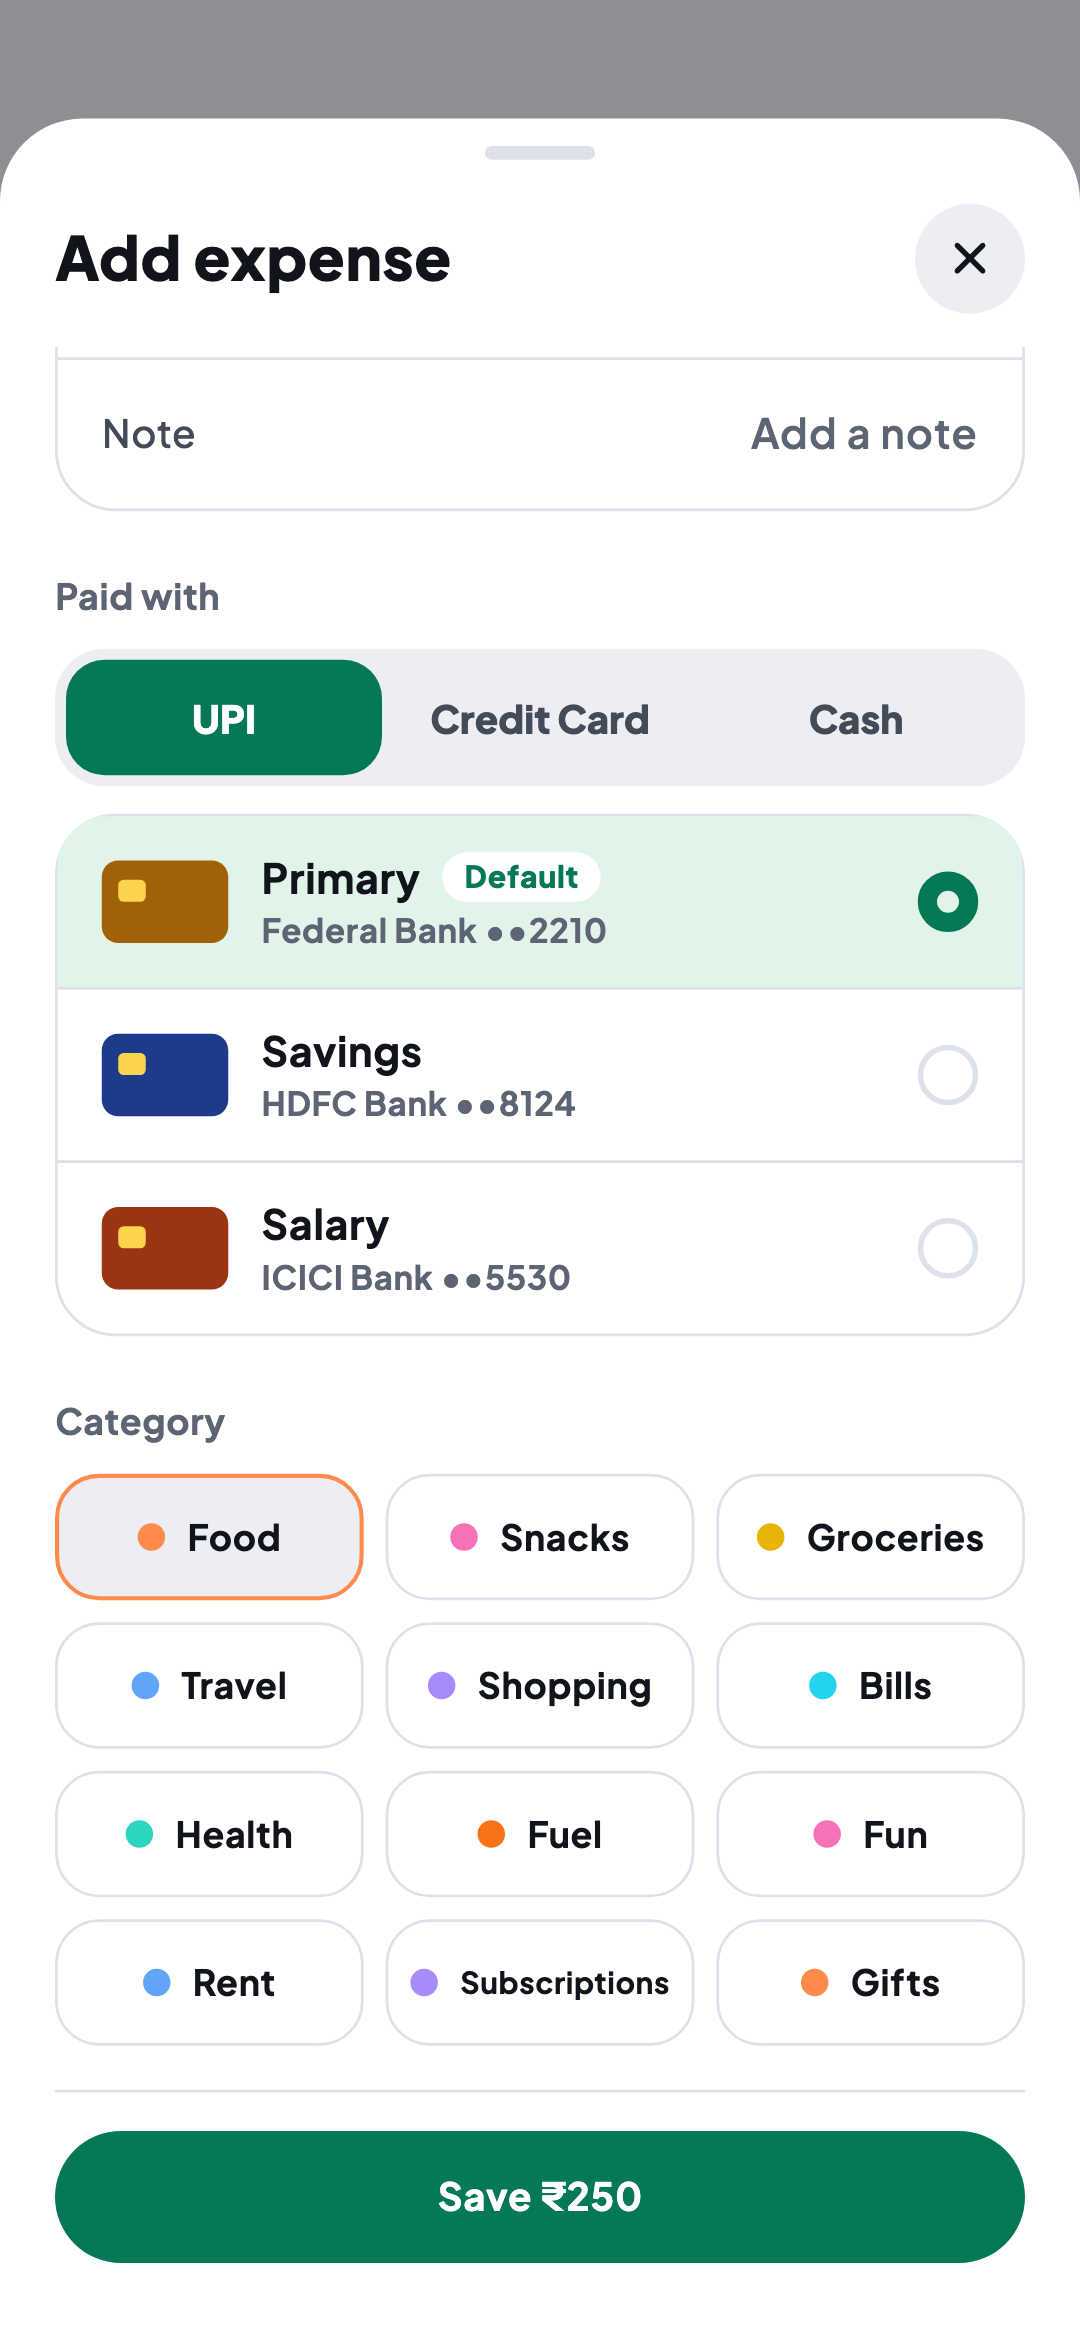 Add expense
Note
Add a note
Paid with
UPI
Credit Card
Cash
Primary
Default
Federal Bank ••2210
Savings
HDFC Bank ••8124
Salary
ICICI Bank ••5530
Category
Food
Snacks
Groceries
Travel
Shopping
Bills
Health
Fuel
Fun
Rent
Subscriptions
Gifts
Save ₹250